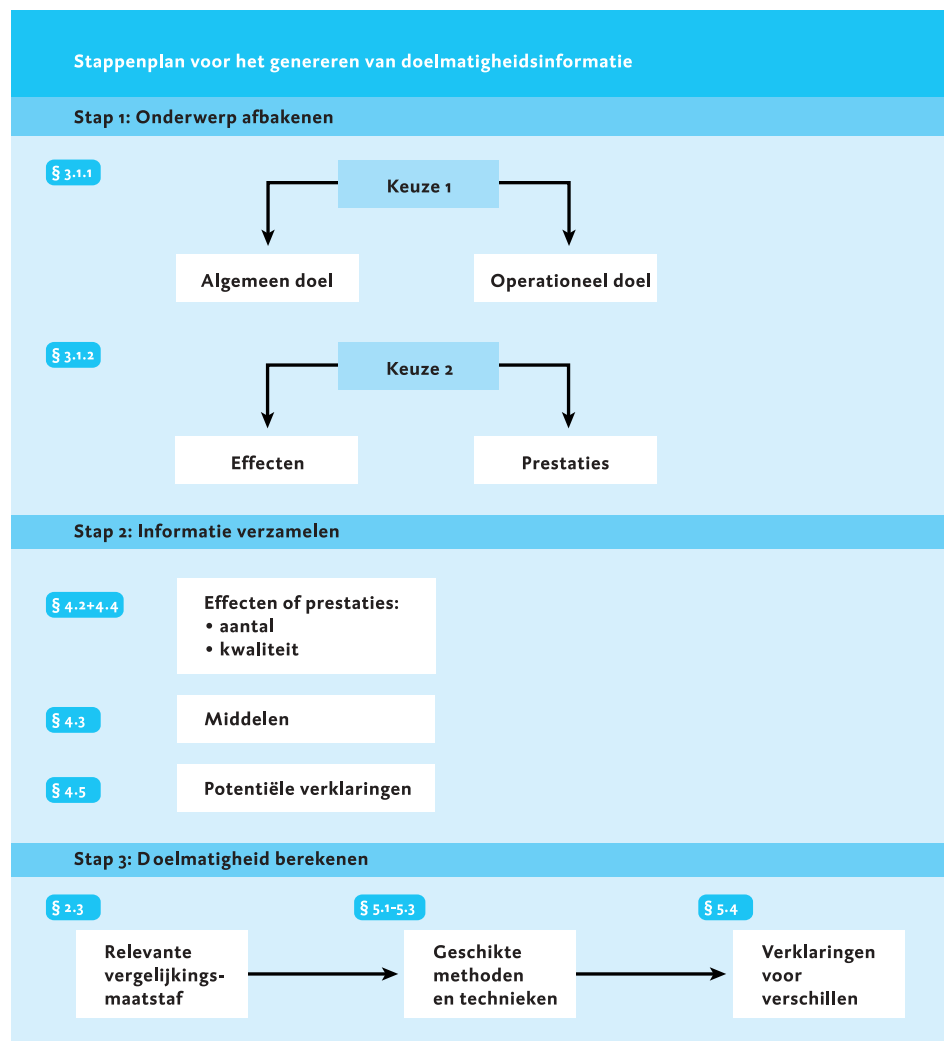 Stappenplan voor het genereren van doelmatigheidsinformatie
Stap 1: Onderwerp afbakenen
§ 3.1.1
Keuze 1
Algemeen doel
Operationeel doel
§ 3.1.2
Keuze 2
Effecten
Prestaties
Stap 2: Informatie verzamelen
§ 4.2+4.4
Effecten of prestaties:
• aantal
• kwaliteit
§ 4.3
Middelen
§ 4.5
Potentiële verklaringen
Stap 3: Doelmatigheid berekenen
§ 2.3
Relevante
vergelijkings-
maatstaf
§ 5.1-5.3
Geschikte
methoden
en technieken
§ 5.4
Verklaringen
voor
verschillen